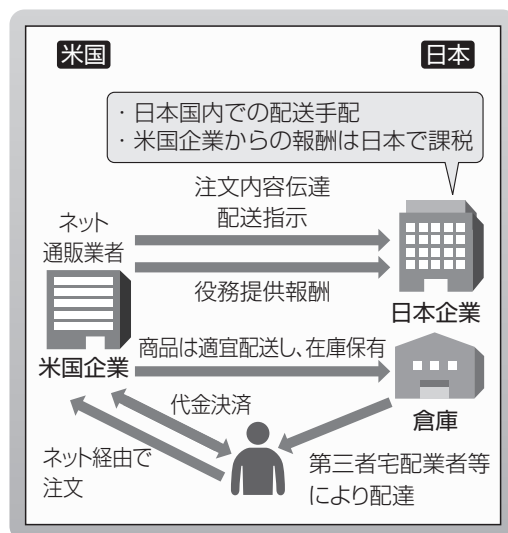 米国
日本
・日本国内での配送手配
・米国企業からの報酬は日本で課税
注文内容伝達
配送指示
ネット
通販業者
役務提供報酬
日本企業
商品は適宜配送し、在庫保有
米国企業
代金決済
倉庫
ネット経由で
注文
第三者宅配業者等
により配達